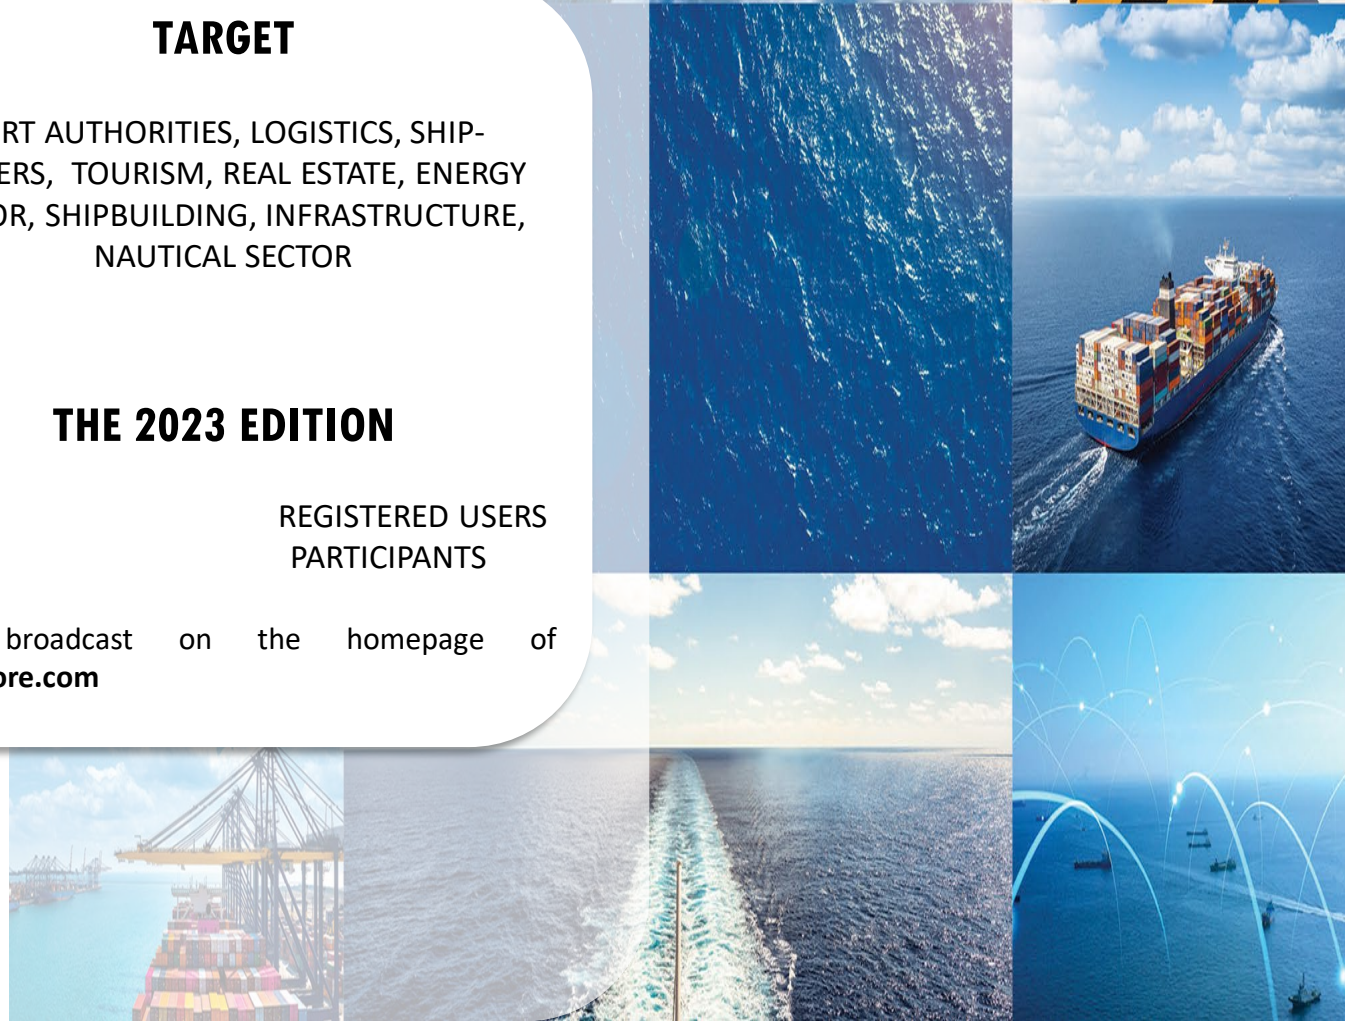 TARGET
RT AUTHORITIES, LOGISTICS, SHIP-
ERS, TOURISM, REAL ESTATE, ENERGY
OR, SHIPBUILDING, INFRASTRUCTURE,
NAUTICAL SECTOR
THE 2023 EDITION
REGISTERED USERS
PARTICIPANTS
broadcast on the homepage of
ore.com